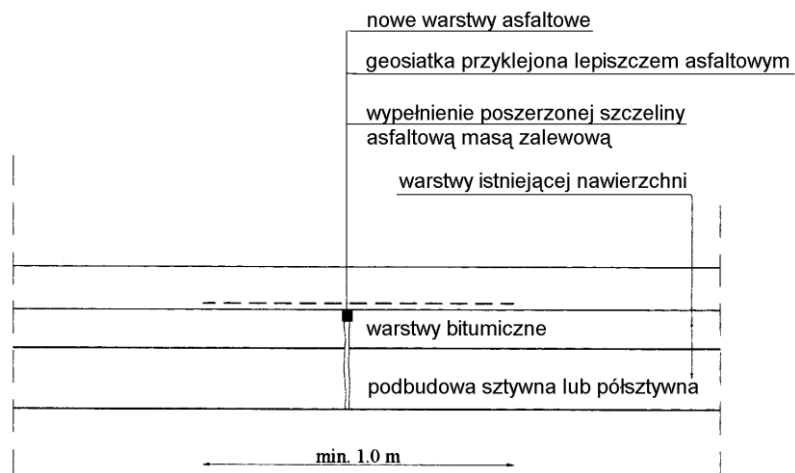 nowe warstwy asfaltowe
geosiatka przyklejona lepiszczem asfaltowym
wypełnienie poszerzonej szczeliny
asfaltową masą zalewową
warstwy istniejącej nawierzchni
warstwy bitumiczne
podbudowa sztywna lub półsztywna
min. 1.0 m